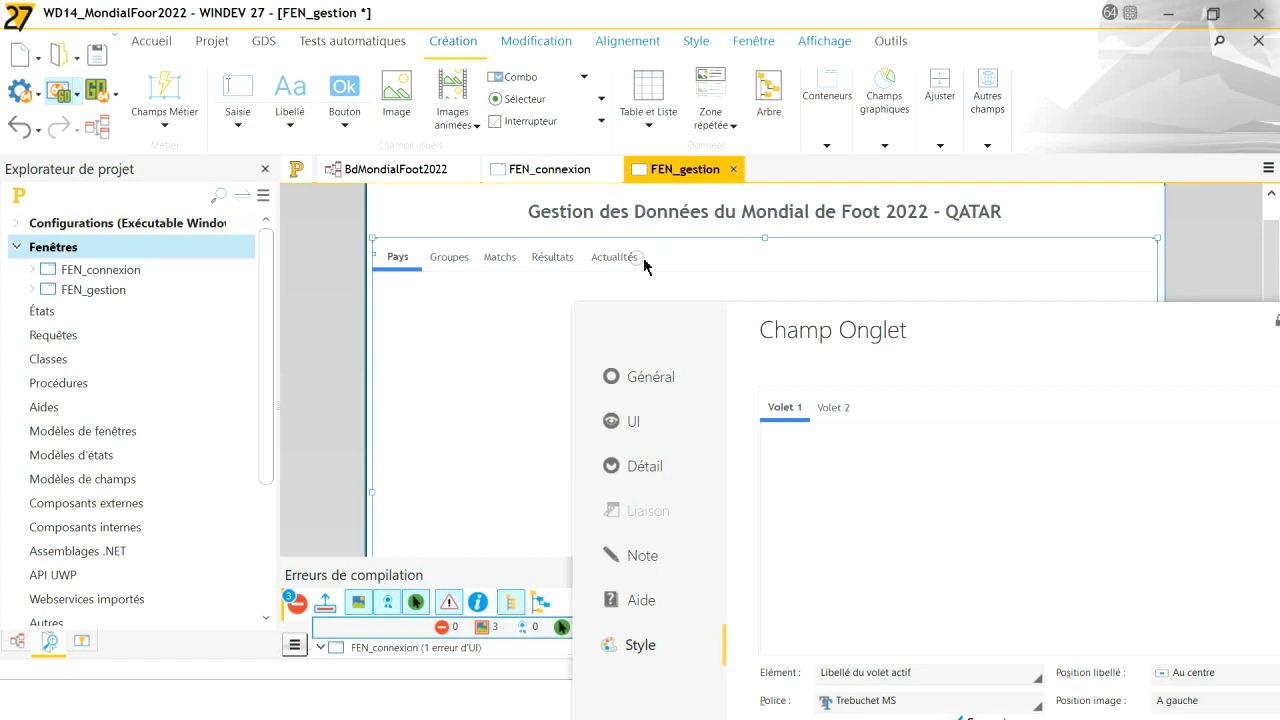 27 WD14_MondialFoor2022 - WINDEV 27 - [FEN_gestion *] 64
Accueil Projet GDS Tests automatiques Création Modification Alignement Style Fenêtre Affichage Outils
GO GO
64
Champs Métier
Saisie
Aa
Libellé
Ok
Bouton
Image
Images
animées
Combo
Sélecteur
Interrupteur
Table et Liste
Zone
répétée
Arbre
Conteneurs
Champs
graphiques
Ajuster
Autres
champs
Métier Champs usuels Données
Explorateur de projet
BdMondialFoot2022 FEN_connexion FEN_gestion
Configurations (Exécutable Windo
Fenêtres
FEN_connexion
FEN_gestion
États
Requêtes
Classes
Procédures
Aides
Modèles de fenêtres
Modèles d'états
Modèles de champs
Composants externes
Composants internes
Assemblages .NET
API UWP
Webservices importés
Autres
Gestion des Données du Mondial de Foot 2022 - QATAR
Pays Groupes Matchs Résultats Actualités
Champ Onglet
Général
UI
Détail
Liaison
Note
Aide
Style
Volet 1 Volet 2
Elément : Libellé du volet actif Position libellé : Au centre
Police : Trebuchet MS Position image : A gauche
Erreurs de compilation
3
0 3 0
FEN_connexion (1 erreur d'UI)